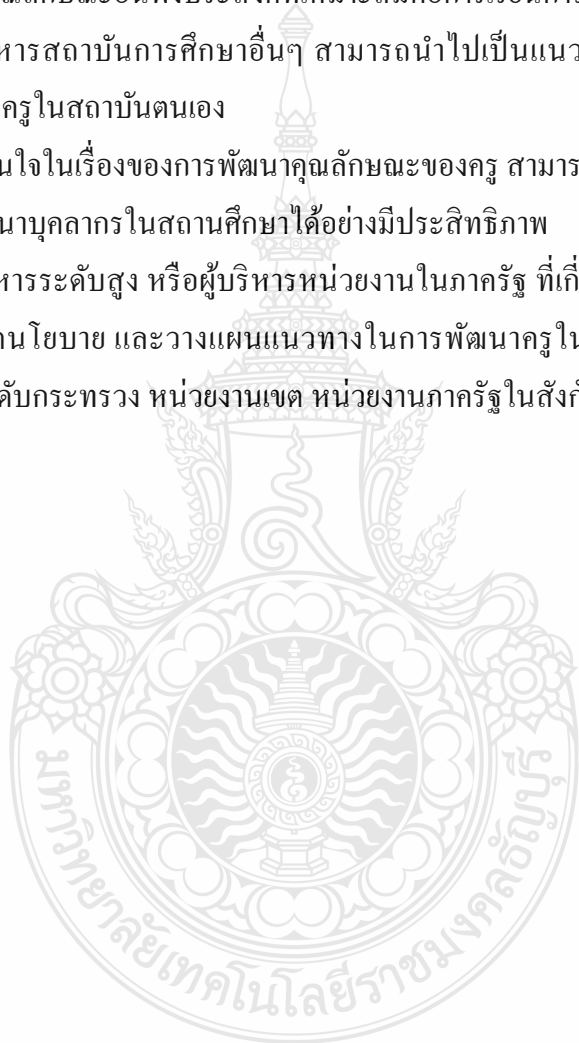 หารสถาบันการศึกษาอื่นๆ สามารถนำไปเป็นแนว
ครูในสถาบันตนเอง
นใจในเรื่องของการพัฒนาคุณลักษณะของครู สามาร
นาบุคลากรในสถานศึกษาได้อย่างมีประสิทธิภาพ
หารระดับสูง หรือผู้บริหารหน่วยงานในภาครัฐ ที่เกี่
านโยบาย และวางแผนแนวทางในการพัฒนาครูใน
ดับกระทรวง หน่วยงานเขต หน่วยงานภาครัฐในสังกั
มหาวิทยาลัยเทคโนโลยีราชมงคลธัญบุรี